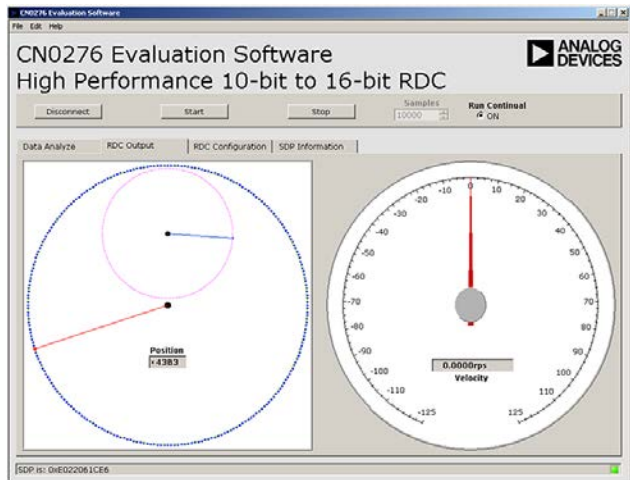 CN0276 Evaluation Software
File Edit Help
CN0276 Evaluation Software
High Performance 10-bit to 16-bit RDC
ANALOG
DEVICES
Disconnect
Start
Stop
Samples
10000
Run Continual
ON
Data Analyze
RDC Output
RDC Configuration
SDP Information
Position
4383
-125
-110
-100
-90
-80
-70
-60
-50
-40
-30
-20
-10
0
10
20
30
40
50
60
70
80
90
100
110
125
0.0000rps
Velocity
SDP is: 0xE022061CE6